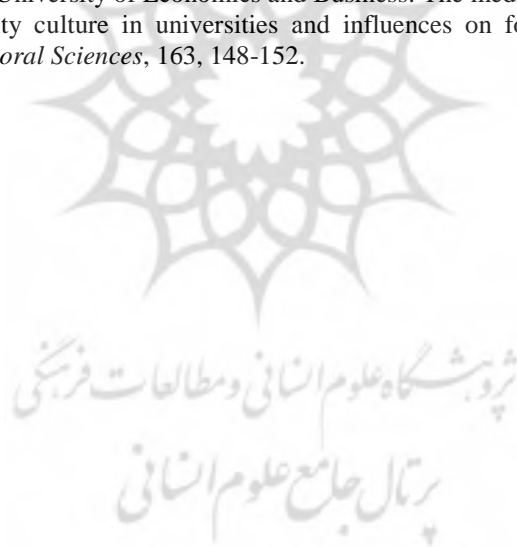 University of Economics and Business. The med
ty culture in universities and influences on fo
oral Sciences, 163, 148-152.
پژوهشگاه علوم انسانی و مطالعات فرهنگی
پرتال جامع علوم انسانی